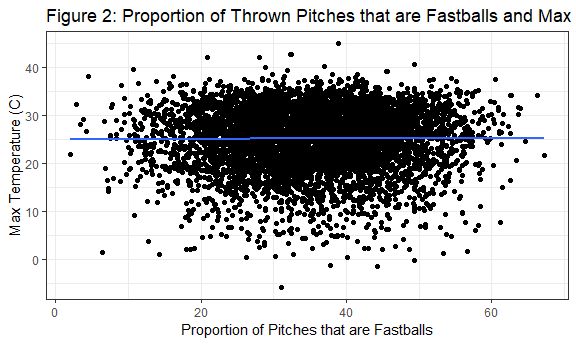 Figure 2: Proportion of Thrown Pitches that are Fastballs and Max
Max Temperature (C)
40
30
20
10
0
0 20 40 60
Proportion of Pitches that are Fastballs